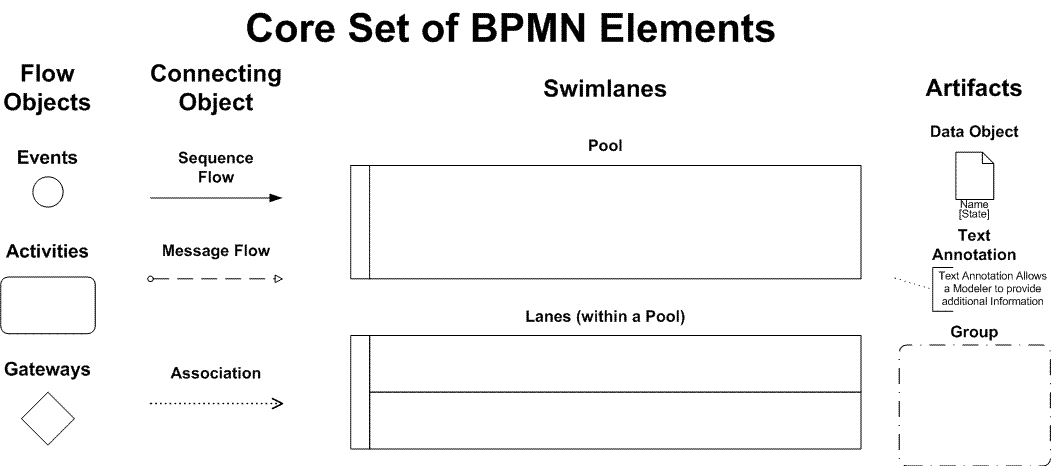 Core Set of BPMN Elements
Flow
Objects
Events
Activities
Gateways
Connecting
Object
Sequence
Flow
Message Flow
Association
Swimlanes
Pool
Lanes (within a Pool)
Artifacts
Data Object
Name
[State]
Text
Annotation
Text Annotation Allows
a Modeler to provide
additional Information
Group